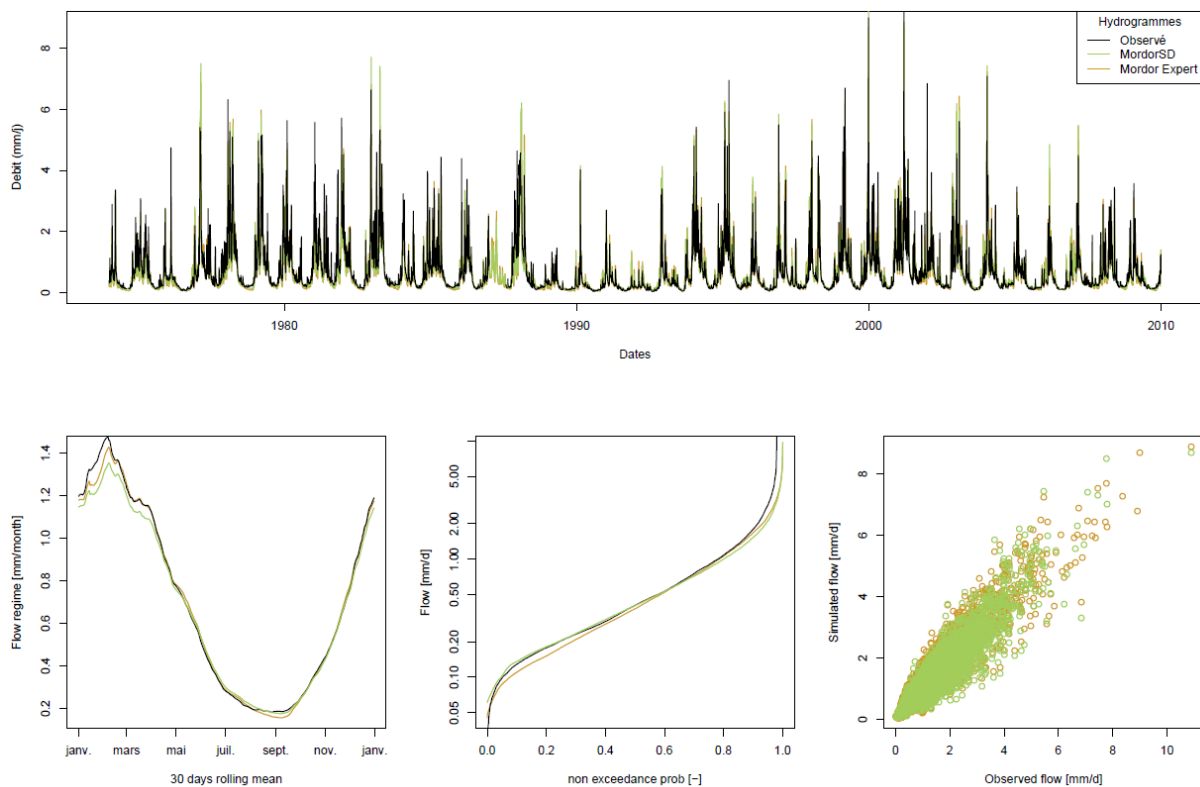 Hydrogrammes
Observé
MordorSD
Mordor Expert
Debit (mm/j)
8
6
4
2
0
1980
1990
2000
2010
Dates
Flow regime [mm/month]
1.4
1.2
1.0
0.8
0.6
0.4
0.2
janv.
mars
mai
juil.
sept.
nov.
janv.
30 days rolling mean
Flow [mm/d]
5.00
2.00
1.00
0.50
0.20
0.10
0.05
0.0
0.2
0.4
0.6
0.8
1.0
non exceedance prob [−]
Simulated flow [mm/d]
8
6
4
2
0
0
2
4
6
8
10
Observed flow [mm/d]